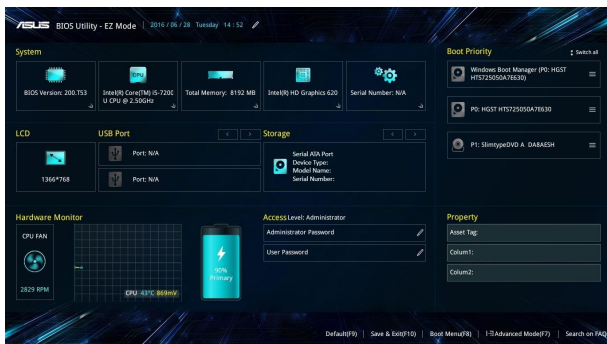 ASUS BIOS Utility - EZ Mode 2016 / 06 / 28 Tuesday 14 : 52
System
BIOS Version: 200.T53
CPU
Intel(R) Core(TM) i5-7200
U CPU @ 2.50GHz
Total Memory: 8192 MB
Intel(R) HD Graphics 620
Serial Number: N/A
Boot Priority
Switch all
Windows Boot Manager (P0: HGST
HTS725050A7E630)
P0: HGST HTS725050A7E630
P1: SlimtypeDVD A DA8AESH
LCD
1366*768
USB Port
Port: N/A
Port: N/A
Storage
Serial ATA Port
Device Type:
Model Name:
Serial Number:
Hardware Monitor
CPU FAN
2829 RPM
CPU 43°C 869mV
90%
Primary
Access Level: Administrator
Administrator Password
User Password
Property
Asset Tag:
Colum1:
Colum2:
Default(F9) | Save & Exit(F10) | Boot Menu(F8) | Advanced Mode(F7) | Search on FAQ